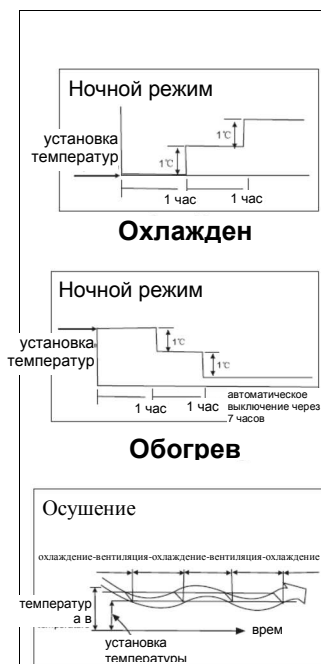 Ночной режим
установка
температур
1℃
1℃
1 час
1 час
Охлажден
Ночной режим
установка
температур
1℃
1℃
1 час
1 час
автоматическое
выключение через
7 часов
Обогрев
Осушение
охлаждение-вентиляция-охлаждение-вентиляция-охлаждение
температур
а в
врем
установка
температуры